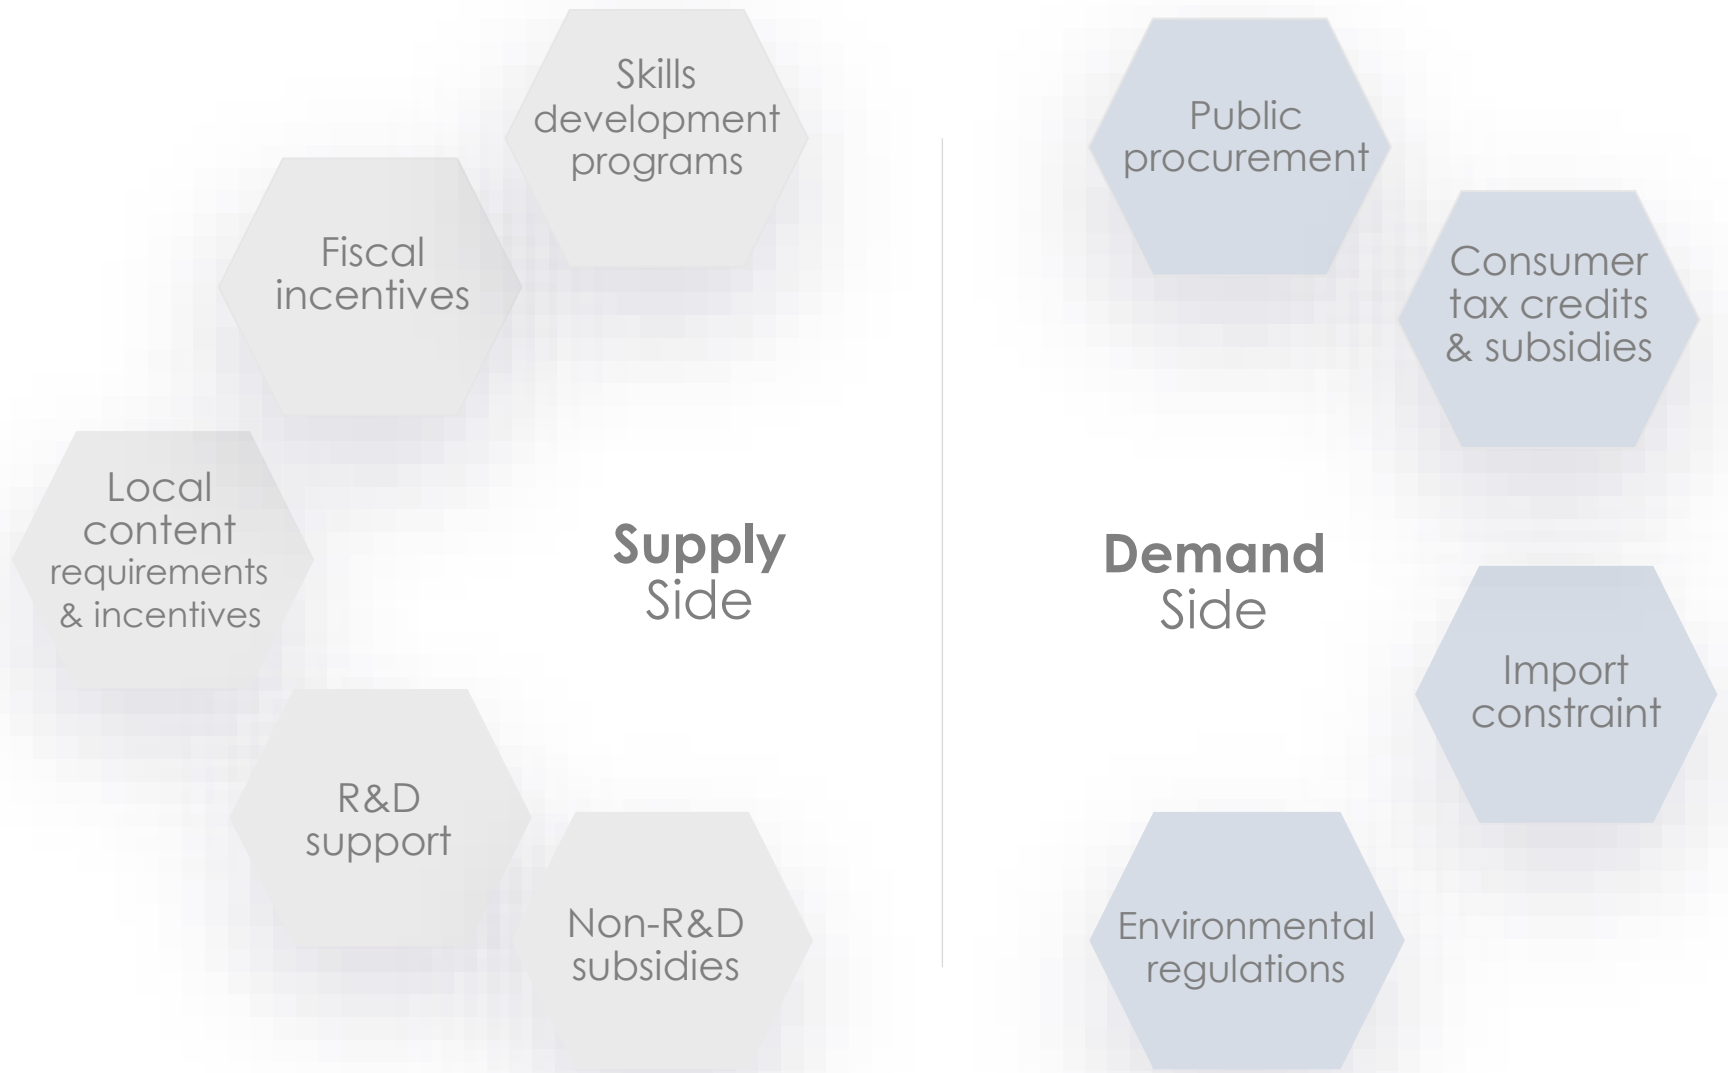 Skills
development
programs
Fiscal
incentives
Local
content
requirements
& incentives
R&D
support
Non-R&D
subsidies
Supply
Side
Demand
Side
Public
procurement
Consumer
tax credits
& subsidies
Import
constraint
Environmental
regulations